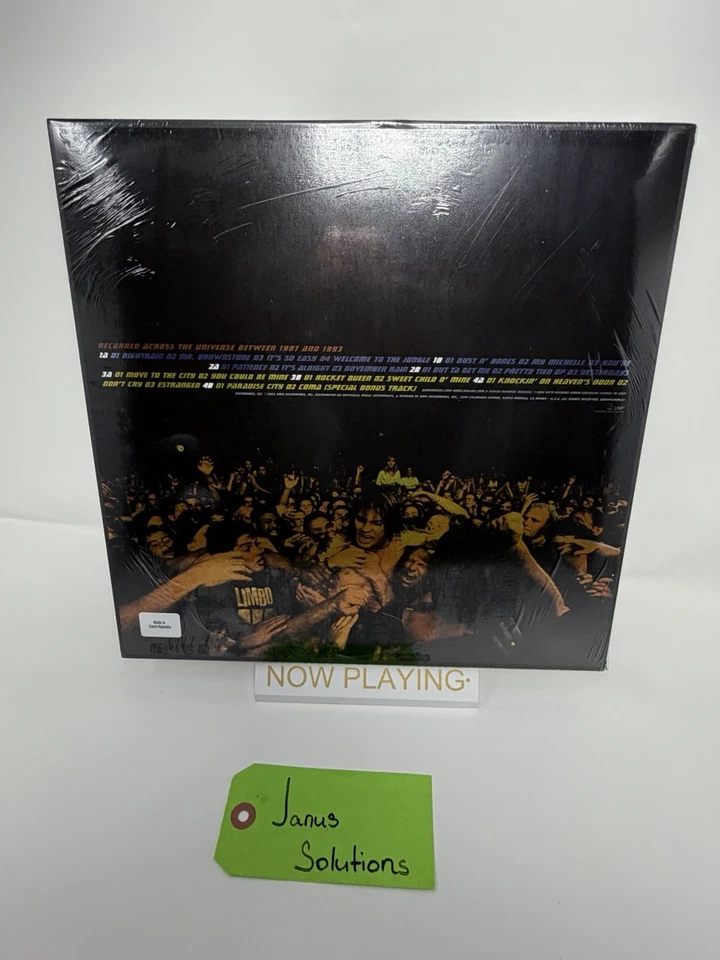 RECORDED ACROSS THE UNIVERSE BETWEEN 1987 AND 1993
1A 01 NIGHTRAIN 02 MR. BROWNSTONE 03 IT'S SO EASY 04 WELCOME TO THE JUNGLE 1B 01 DUST N' BONES 02 MY MICHELLE 03 YOU'RE
2A 01 PATIENCE 02 IT'S ALRIGHT 03 NOVEMBER RAIN 2B 01 OUT TA GET ME 02 PRETTY TIED UP 03 YESTERDAYS
3A 01 MOVE TO THE CITY 02 YOU COULD BE MINE 3B 01 ROCKET QUEEN 02 SWEET CHILD O' MINE 4A 01 KNOCKIN' ON HEAVEN'S DOOR 02
DON'T CRY 03 ESTRANGED 4B 01 PARADISE CITY 02 COMA [SPECIAL BONUS TRACK]
LIMBO
Made in
Czech Republic
NOW PLAYING
Janus
Solutions